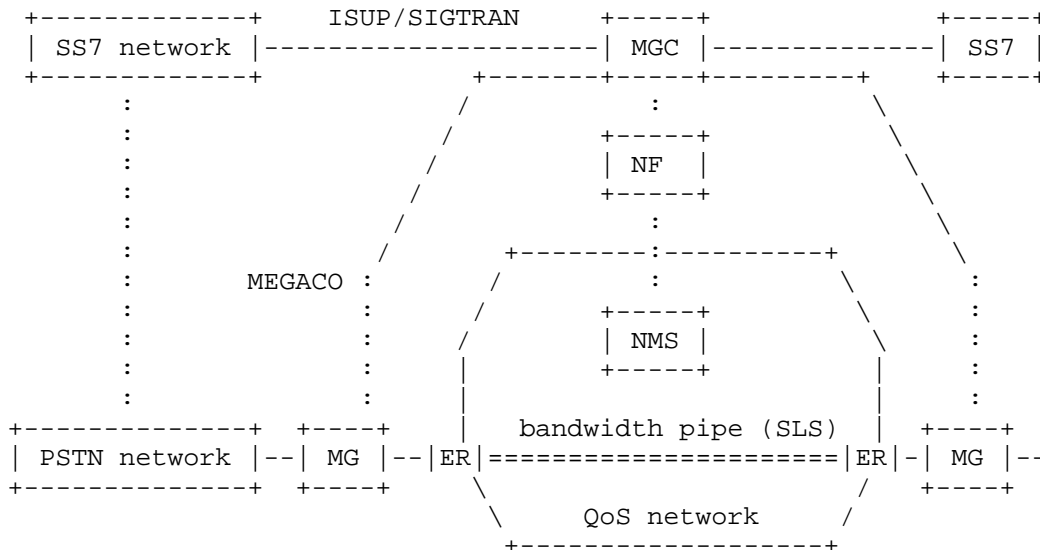 ISUP/SIGTRAN
SS7 network MGC SS7
NF
MEGACO
NMS
bandwidth pipe (SLS)
PSTN network MG ER ER MG
QoS network